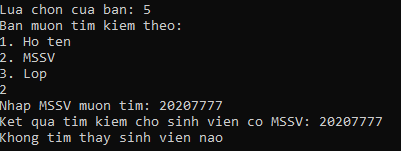 Lua chon cua ban: 5
Ban muon tim kiem theo:
1. Ho ten
2. MSSV
3. Lop
2
Nhap MSSV muon tim: 20207777
Ket qua tim kiem cho sinh vien co MSSV: 20207777
Khong tim thay sinh vien nao